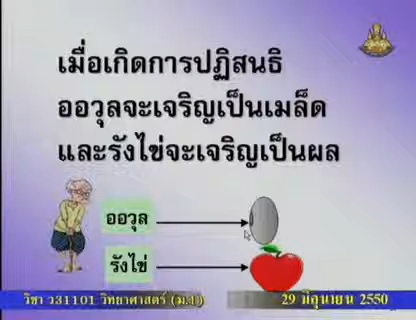 เมื่อเกิดการปฏิสนธิ
ออวุลจะเจริญเป็นเมล็ด
และรังไข่จะเจริญเป็นผล
ออวุล
รังไข่
วิชา ว31101 วิทยาศาสตร์ (ม.1) 29 มิถุนายน 2550